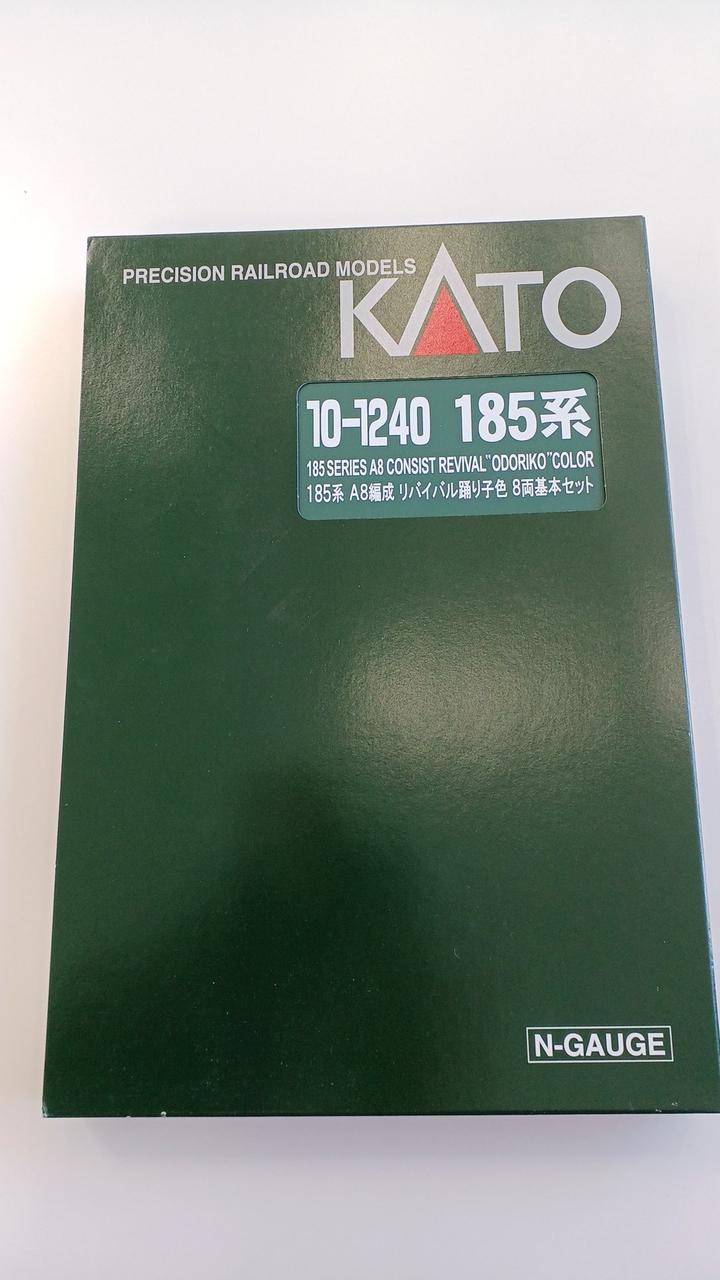 PRECISION RAILROAD MODELS
KATO
10-1240 185系
185 SERIES A8 CONSIST REVIVAL "ODORIKO" COLOR
185系 A8編成 リバイバル踊り子色 8両基本セット
N-GAUGE